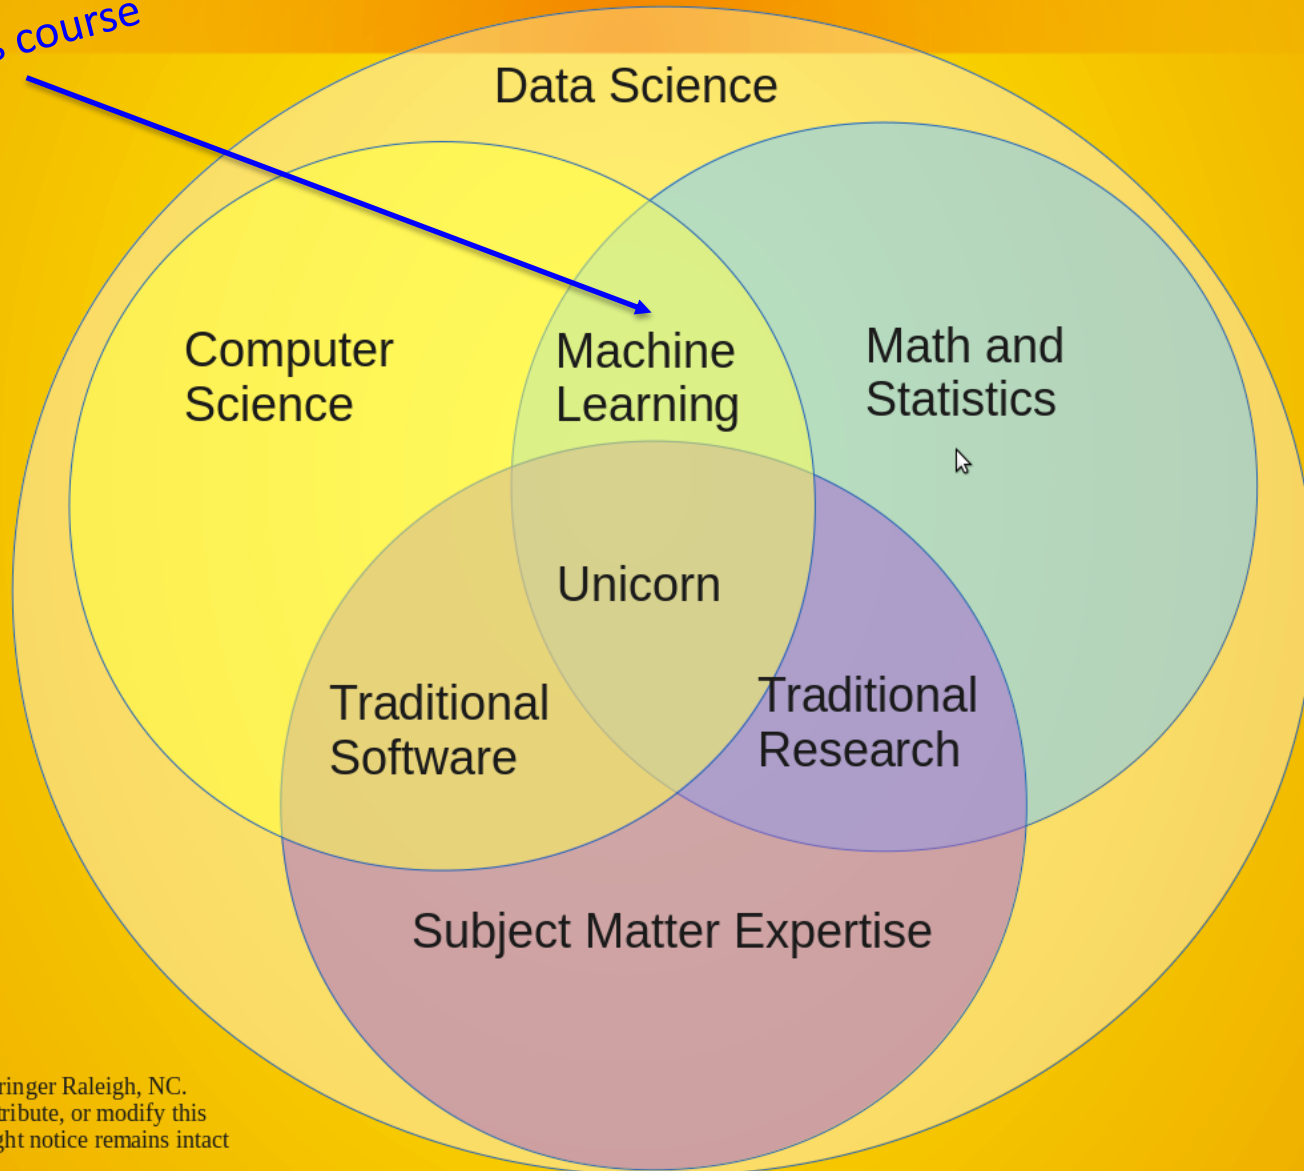 course
Data Science
Computer
Science
Machine
Learning
Math and
Statistics
Unicorn
Traditional
Software
Traditional
Research
Subject Matter Expertise
ringer Raleigh, NC.
tribute, or modify this
ght notice remains intact